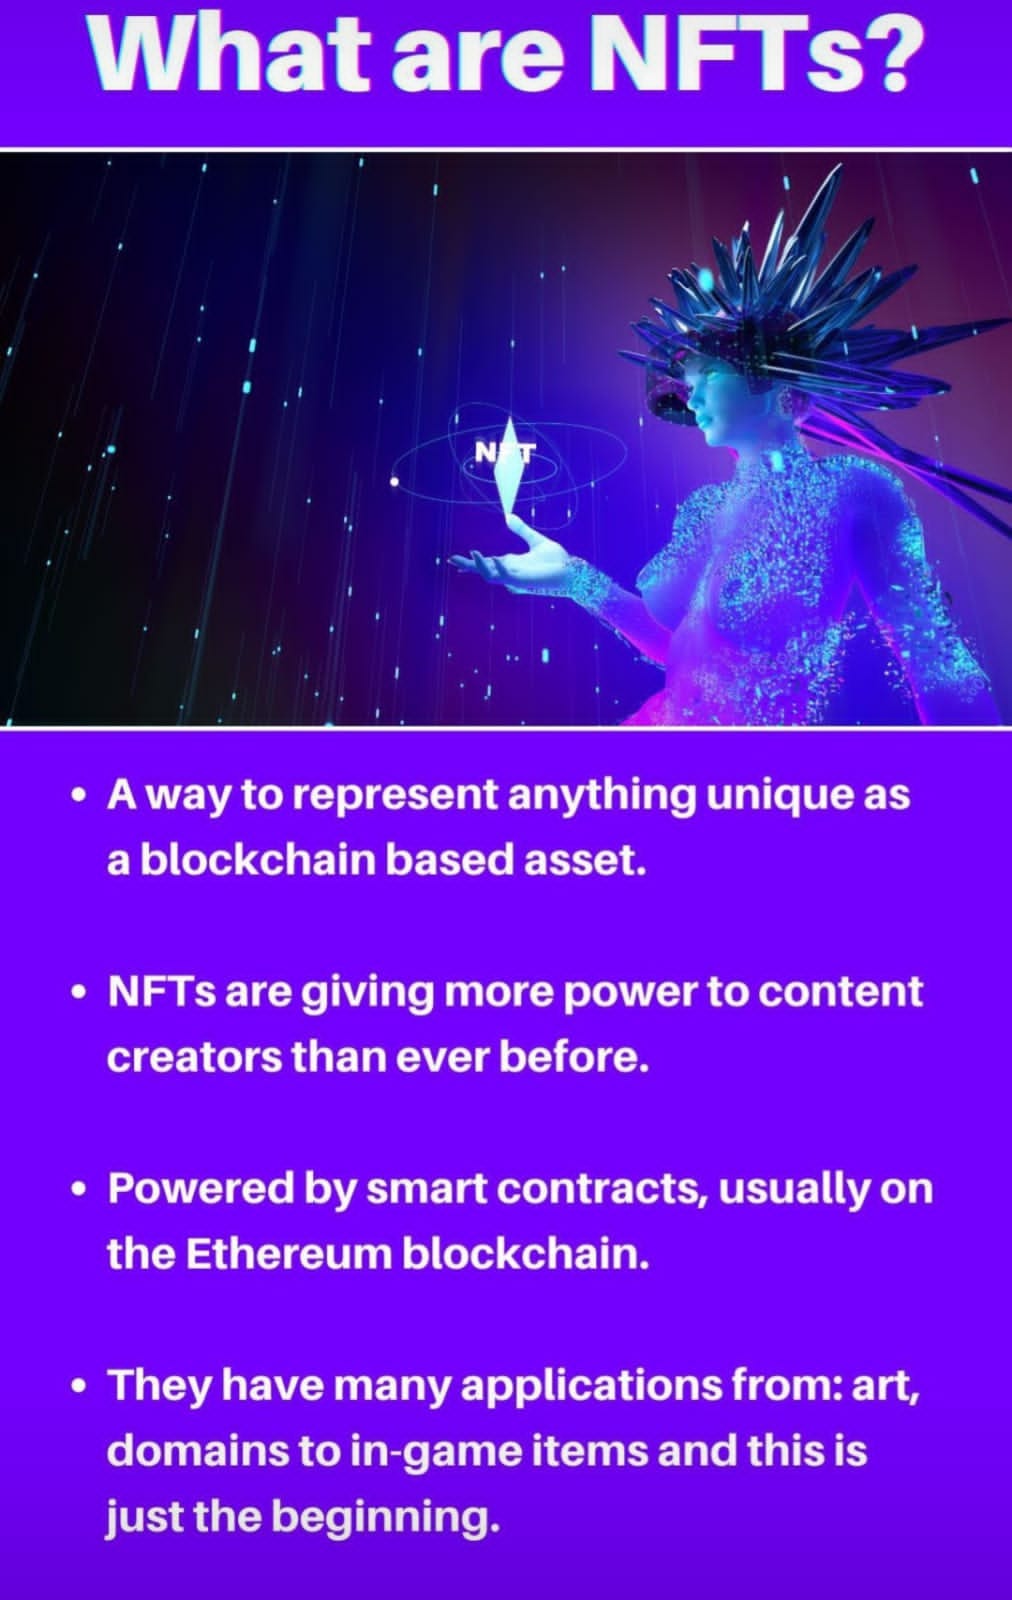 What are NFTs?
NFT
• A way to represent anything unique as
a blockchain based asset.
• NFTs are giving more power to content
creators than ever before.
• Powered by smart contracts, usually on
the Ethereum blockchain.
• They have many applications from: art,
domains to in-game items and this is
just the beginning.